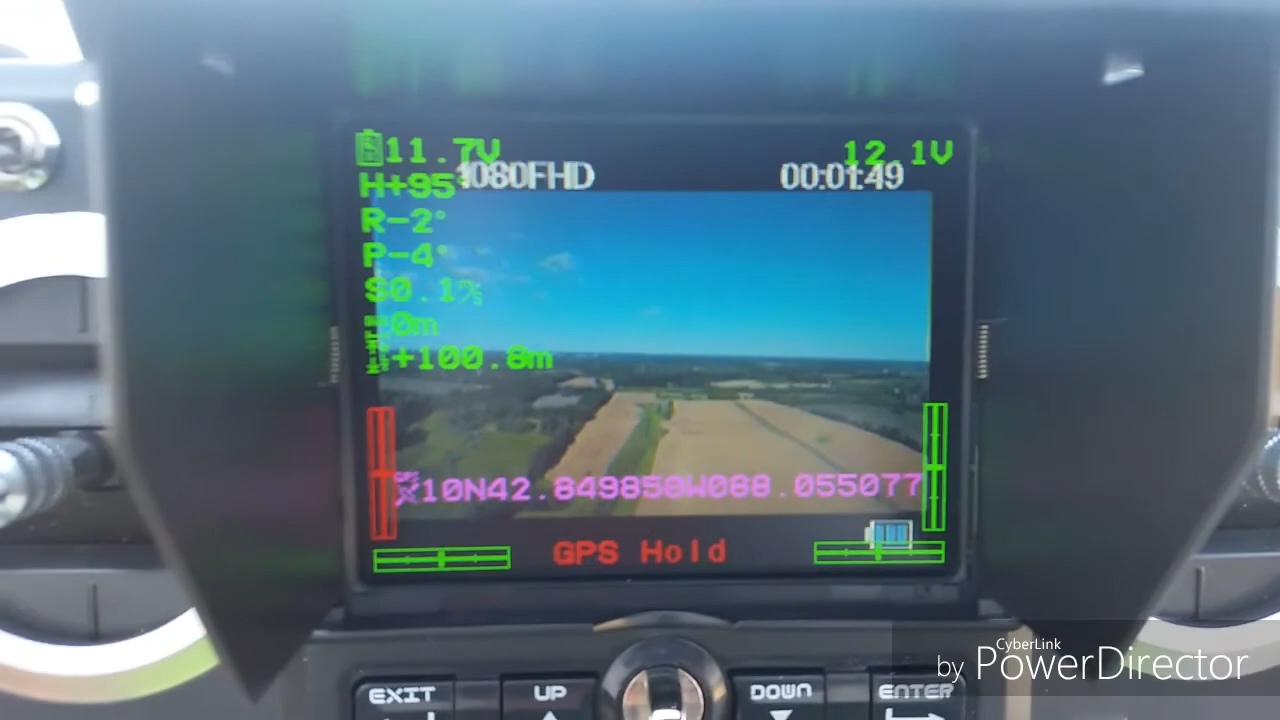 11.7V 12.1V
1080FHD 00:01:49
H+95°
R-2°
P-4°
S0.1%
0m
+100.8m
10N42.849850W088.055077
GPS Hold
EXIT UP DOWN ENTER
CyberLink
by PowerDirector